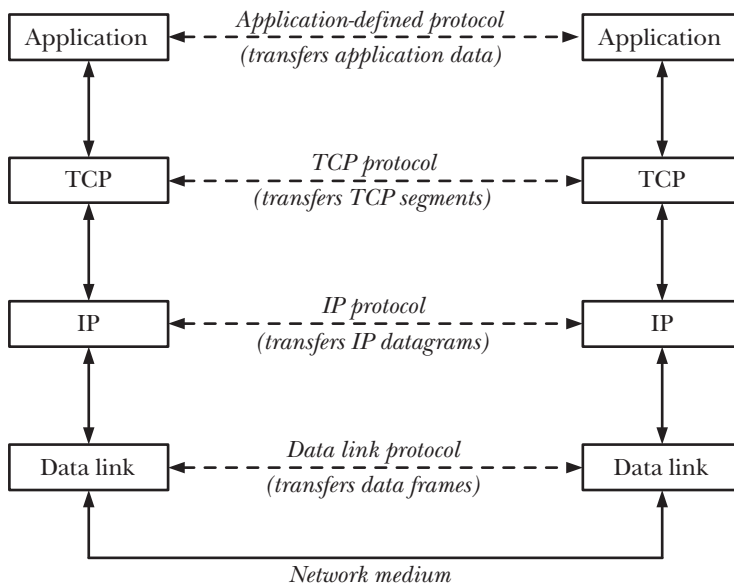 Application
Application-defined protocol
(transfers application data)
Application
TCP
TCP protocol
(transfers TCP segments)
TCP
IP
IP protocol
(transfers IP datagrams)
IP
Data link
Data link protocol
(transfers data frames)
Data link
Network medium